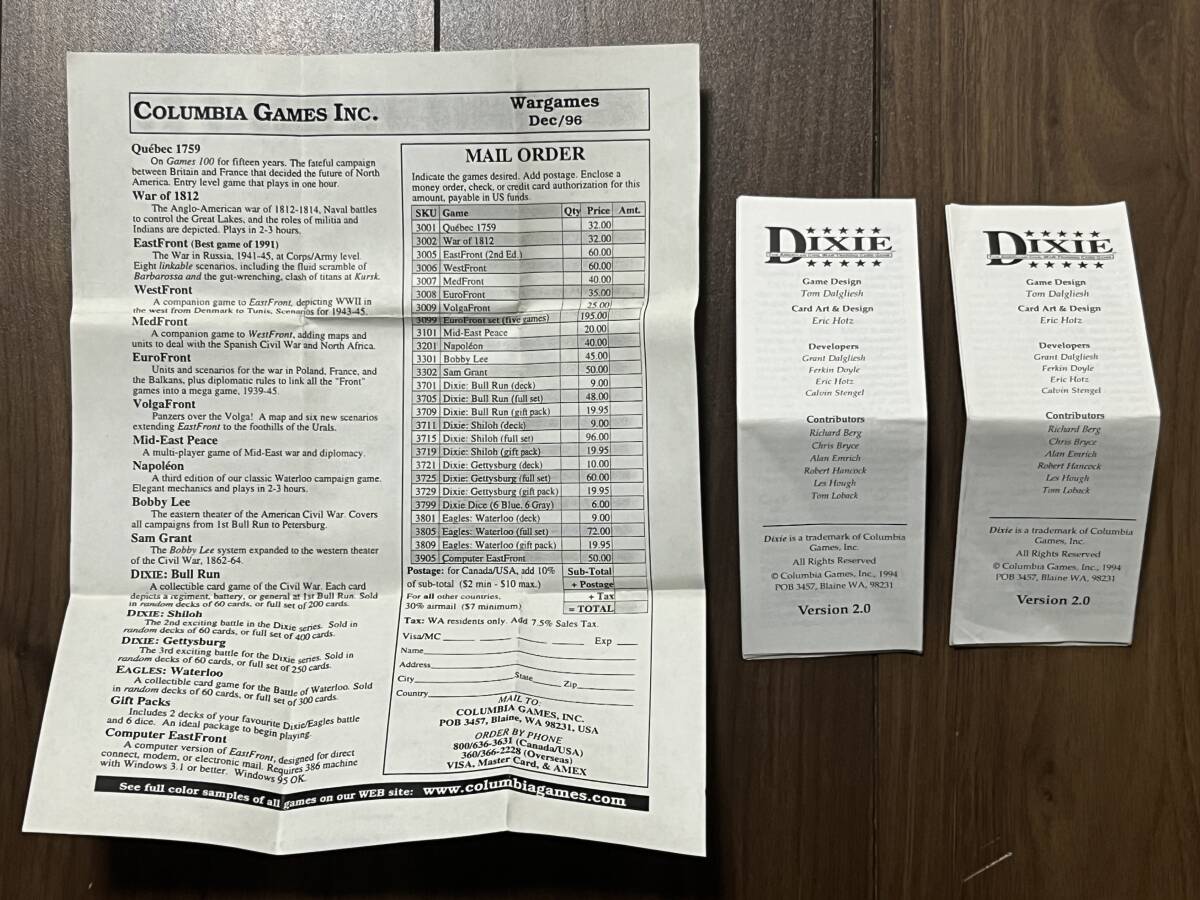 COLUMBIA GAMES INC.
Wargames
Dec/96
Québec 1759
On Games 100 for fifteen years. The fateful campaign
between Britain and France that decided the future of North
America. Entry level game that plays in one hour.
War of 1812
The Anglo-American war of 1812-1814, Naval battles
to control the Great Lakes, and the roles of militia and
Indians are depicted. Plays in 2-3 hours.
EastFront (Best game of 1991)
The War in Russia, 1941-45, at Corps/Army level.
Eight linkable scenarios, including the fluid scramble of
Barbarossa and the gut-wrenching, clash of titans at Kursk.
WestFront
A companion game to EastFront, depicting WWII in
the west from Denmark to Tunis. Scenarios for 1943-45.
MedFront
A companion game to WestFront, adding maps and
units to deal with the Spanish Civil War and North Africa.
EuroFront
Units and scenarios for the war in Poland, France, and
the Balkans, plus diplomatic rules to link all the "Front"
games into a mega game, 1939-45.
VolgaFront
Panzers over the Volga! A map and six new scenarios
extending EastFront to the foothills of the Urals.
Mid-East Peace
A multi-player game of Mid-East war and diplomacy.
Napoléon
A third edition of our classic Waterloo campaign game.
Elegant mechanics and plays in 2-3 hours.
Bobby Lee
The eastern theater of the American Civil War. Covers
all campaigns from 1st Bull Run to Petersburg.
Sam Grant
The Bobby Lee system expanded to the western theater
of the Civil War, 1862-64.
DIXIE: Bull Run
A collectible card game of the Civil War. Each card
depicts a regiment, battery, or general at 1st Bull Run. Sold
in random decks of 60 cards, or full set of 200 cards.
DIXIE: Shiloh
The 2nd exciting battle in the Dixie series. Sold in
random decks of 60 cards, or full set of 400 cards.
DIXIE: Gettysburg
The 3rd exciting battle for the Dixie series. Sold in
random decks of 60 cards, or full set of 250 cards.
EAGLES: Waterloo
A collectible card game for the Battle of Waterloo. Sold
in random decks of 60 cards, or full set of 300 cards.
Gift Packs
Includes 2 decks of your favourite Dixie/Eagles battle
and 6 dice. An ideal package to begin playing.
Computer EastFront
A computer version of EastFront, designed for direct
connect, modem, or electronic mail. Requires 386 machine
with Windows 3.1 or better. Windows 95 OK.
MAIL ORDER
Indicate the games desired. Add postage. Enclose a
money order, check, or credit card authorization for this
amount, payable in US funds.
SKU Game Qty Price Amt.
3001 Québec 1759 32.00
3002 War of 1812 32.00
3005 EastFront (2nd Ed.) 60.00
3006 WestFront 60.00
3007 MedFront 40.00
3008 EuroFront 35.00
3009 VolgaFront 25.00
3099 EuroFront set (five games) 195.00
3101 Mid-East Peace 20.00
3201 Napoléon 40.00
3301 Bobby Lee 45.00
3302 Sam Grant 50.00
3701 Dixie: Bull Run (deck) 9.00
3705 Dixie: Bull Run (full set) 48.00
3709 Dixie: Bull Run (gift pack) 19.95
3711 Dixie: Shiloh (deck) 9.00
3715 Dixie: Shiloh (full set) 96.00
3719 Dixie: Shiloh (gift pack) 19.95
3721 Dixie: Gettysburg (deck) 10.00
3725 Dixie: Gettysburg (full set) 60.00
3729 Dixie: Gettysburg (gift pack) 19.95
3799 Dixie Dice (6 Blue, 6 Gray) 6.00
3801 Eagles: Waterloo (deck) 9.00
3805 Eagles: Waterloo (full set) 72.00
3809 Eagles: Waterloo (gift pack) 19.95
3905 Computer EastFront 50.00
Postage: for Canada/USA, add 10% Sub-Total
of sub-total ($2 min - $10 max.) + Postage
For all other countries, + Tax
30% airmail ($7 minimum) = TOTAL
Tax: WA residents only. Add 7.5% Sales Tax.
Visa/MC Exp
Name
Address
City State Zip
Country
MAIL TO:
COLUMBIA GAMES, INC.
POB 3457, Blaine, WA 98231, USA
ORDER BY PHONE
800/636-3631 (Canada/USA)
360/366-2228 (Overseas)
VISA, Master Card, & AMEX
See full color samples of all games on our WEB site: www.columbiagames.com
DIXIE
Game Design
Tom Dalgliesh
Card Art & Design
Eric Hotz
Developers
Grant Dalgliesh
Ferkin Doyle
Eric Hotz
Calvin Stengel
Contributors
Richard Berg
Chris Bryce
Alan Emrich
Robert Hancock
Les Hough
Tom Loback
Dixie is a trademark of Columbia
Games, Inc.
All Rights Reserved
© Columbia Games, Inc., 1994
POB 3457, Blaine WA, 98231
Version 2.0
DIXIE
Game Design
Tom Dalgliesh
Card Art & Design
Eric Hotz
Developers
Grant Dalgliesh
Ferkin Doyle
Eric Hotz
Calvin Stengel
Contributors
Richard Berg
Chris Bryce
Alan Emrich
Robert Hancock
Les Hough
Tom Loback
Dixie is a trademark of Columbia
Games, Inc.
All Rights Reserved
© Columbia Games, Inc., 1994
POB 3457, Blaine WA, 98231
Version 2.0